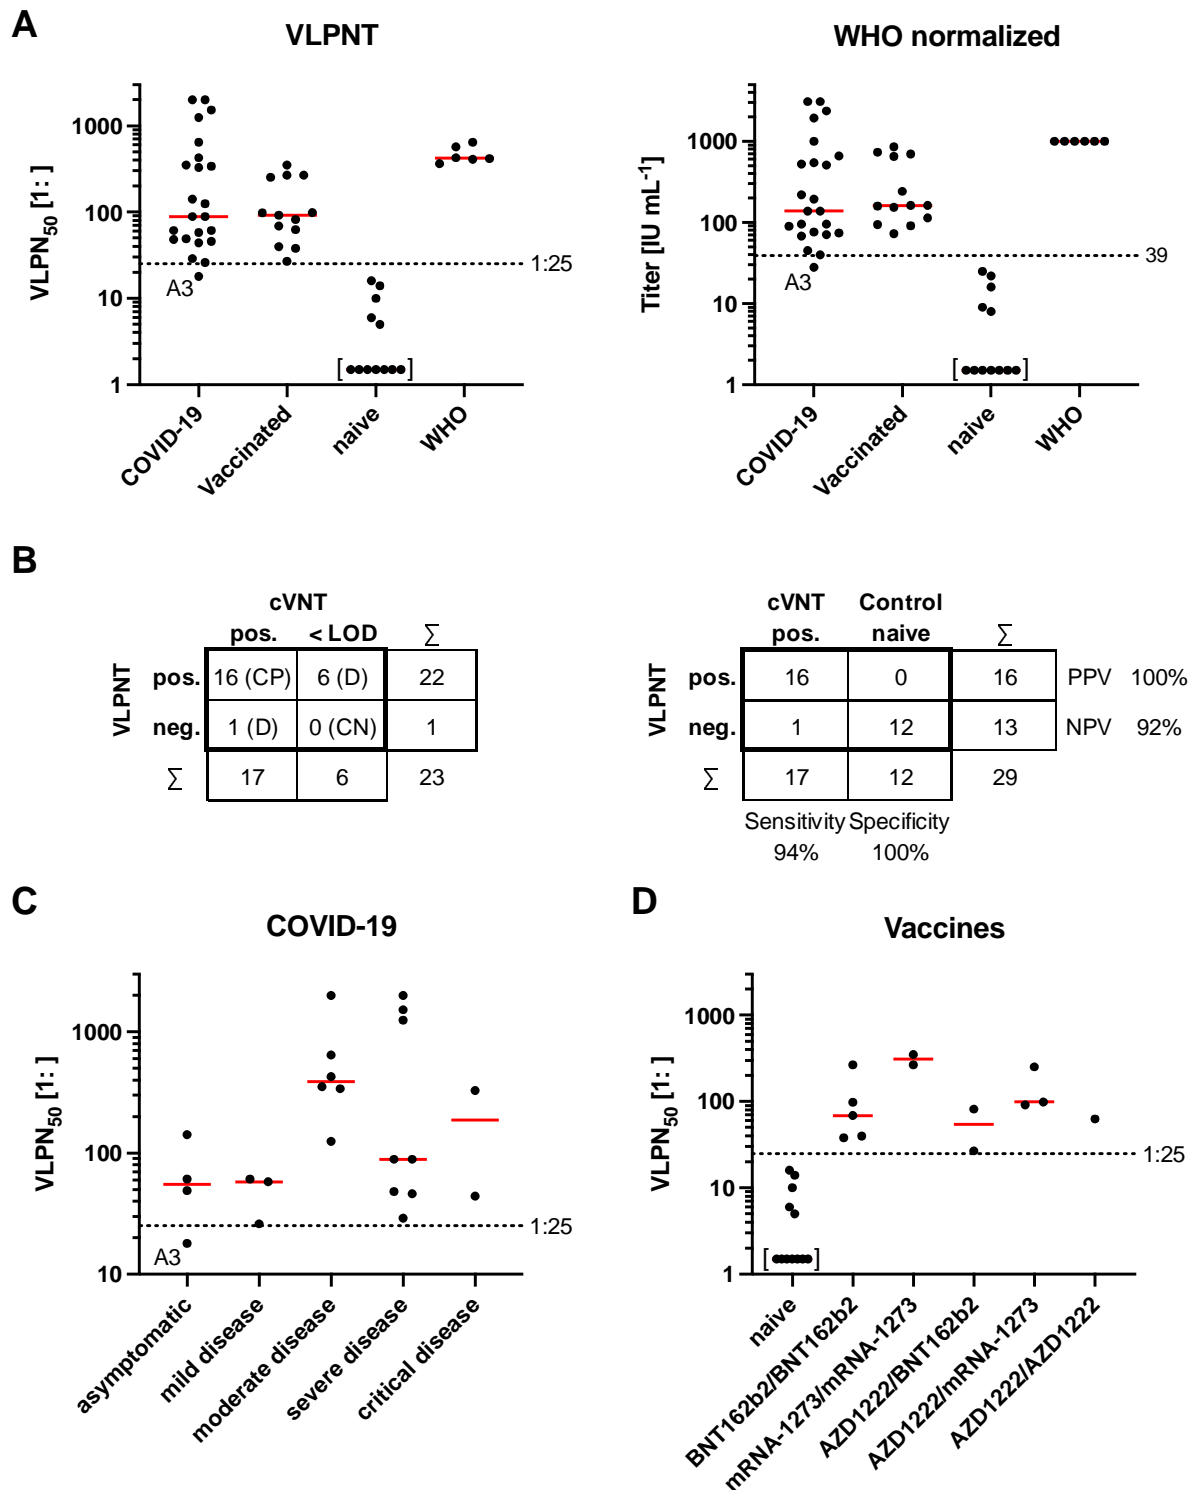 A
VLPNT
VLPN50 [1: ]
1000
100
10
1
1:25
A3
[ ]
COVID-19
Vaccinated
naive
WHO
WHO normalized
Titer [IU mL-1]
1000
100
10
1
39
A3
[ ]
COVID-19
Vaccinated
naive
WHO
B
cVNT
pos. < LOD ∑
VLPNT
pos. 16 (CP) 6 (D) 22
neg. 1 (D) 0 (CN) 1
∑ 17 6 23
cVNT Control
pos. naive ∑
VLPNT
pos. 16 0 16 PPV 100%
neg. 1 12 13 NPV 92%
∑ 17 12 29
Sensitivity Specificity
94% 100%
C
COVID-19
VLPN50 [1: ]
1000
100
10
1:25
A3
asymptomatic
mild disease
moderate disease
severe disease
critical disease
D
Vaccines
VLPN50 [1: ]
1000
100
10
1
1:25
[ ]
naive
BNT162b2/BNT162b2
mRNA-1273/mRNA-1273
AZD1222/BNT162b2
AZD1222/mRNA-1273
AZD1222/AZD1222